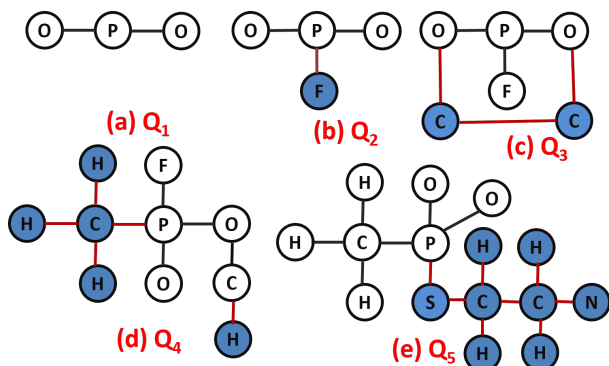 O P O
O P O
F
(a) Q1
(b) Q2
O P O
F
C C
(c) Q3
H F
H C P O
H O C
H
(d) Q4
H O O
H C P
H H H
S C C N
H H
(e) Q5